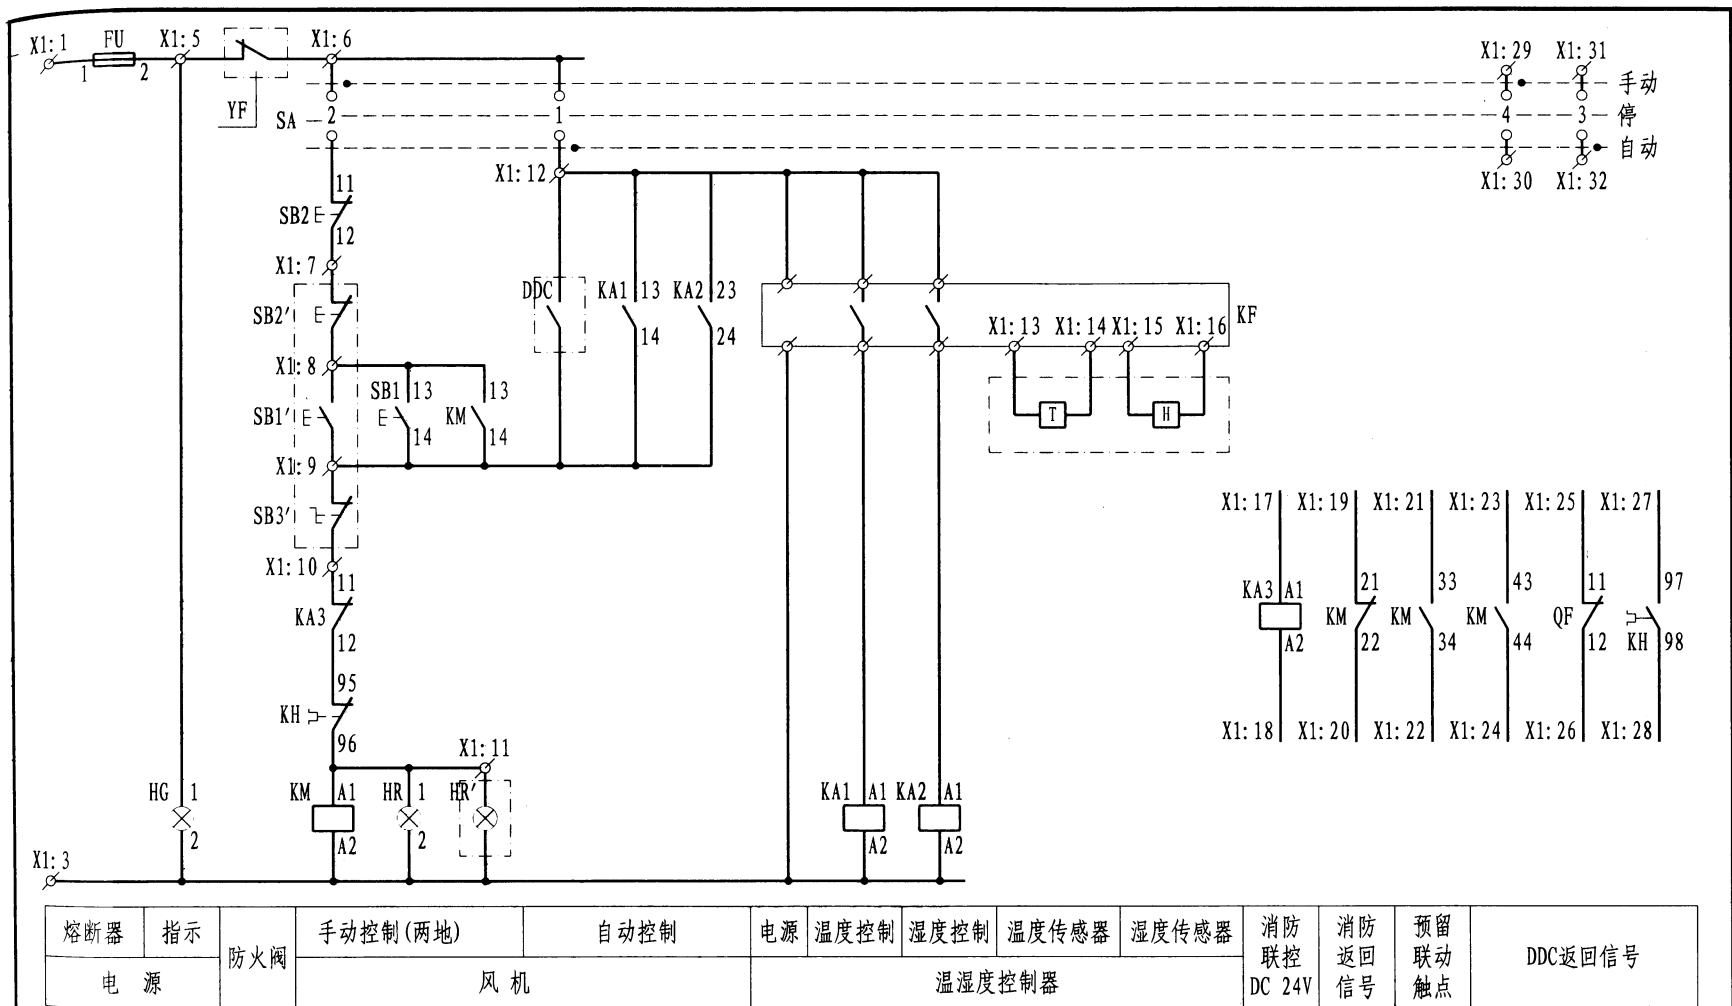 X1:1
FU
1
2
X1:5
YF
X1:6
X1:29
X1:31
手动
SA
2
1
4
3
停
自动
X1:12
X1:30
X1:32
11
SB2
12
X1:7
SB2′
X1:8
SB1′
X1:9
SB3′
X1:10
SB1
13
14
KM
13
14
DDC
KA1
13
14
KA2
23
24
KF
X1:13
X1:14
X1:15
X1:16
T
H
11
KA3
12
95
KH
96
X1:11
HG
1
2
KM
A1
A2
HR
1
2
HR′
KA1
A1
A2
KA2
A1
A2
X1:3
X1:17
X1:19
X1:21
X1:23
X1:25
X1:27
KA3
A1
A2
KM
21
22
KM
33
34
KM
43
44
QF
11
12
KH
97
98
X1:18
X1:20
X1:22
X1:24
X1:26
X1:28
熔断器
指示
电 源
防火阀
手动控制(两地)
自动控制
风 机
电源
温度控制
湿度控制
温度传感器
湿度传感器
温湿度控制器
消防
联控
DC 24V
消防
返回
信号
预留
联动
触点
DDC返回信号